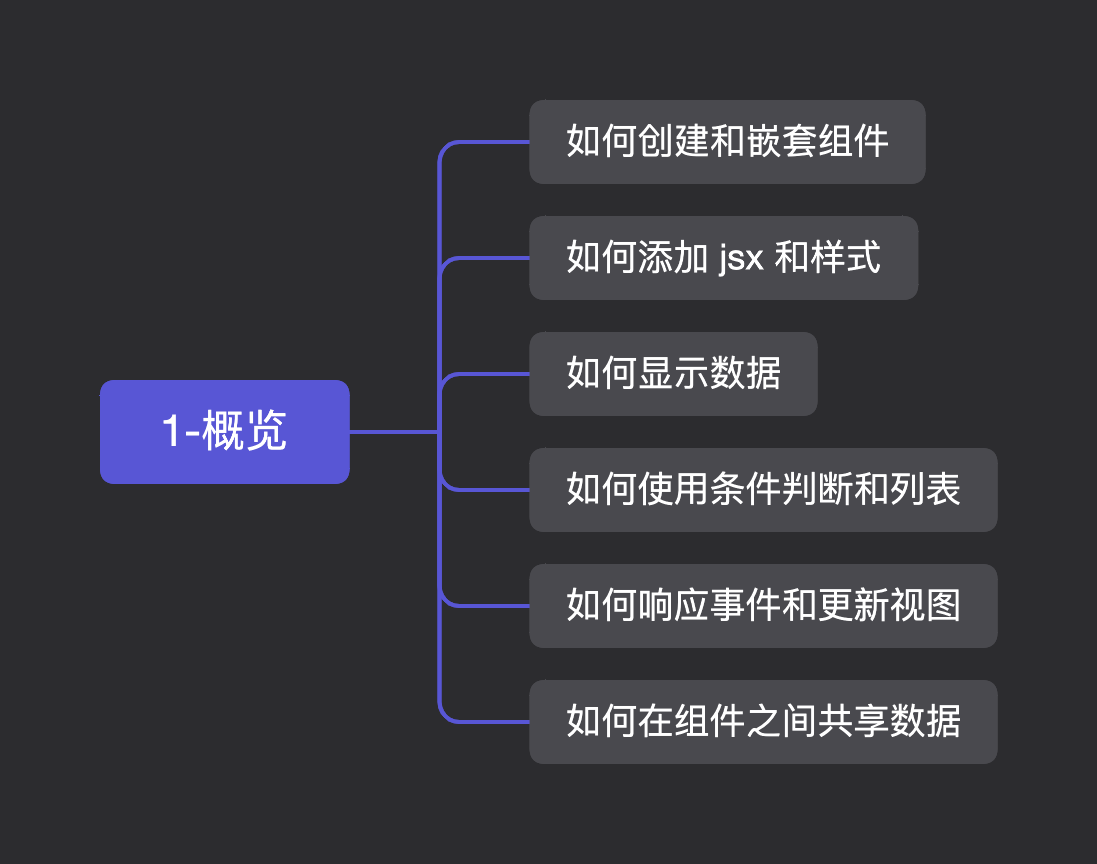 1-概览
如何创建和嵌套组件
如何添加 jsx 和样式
如何显示数据
如何使用条件判断和列表
如何响应事件和更新视图
如何在组件之间共享数据